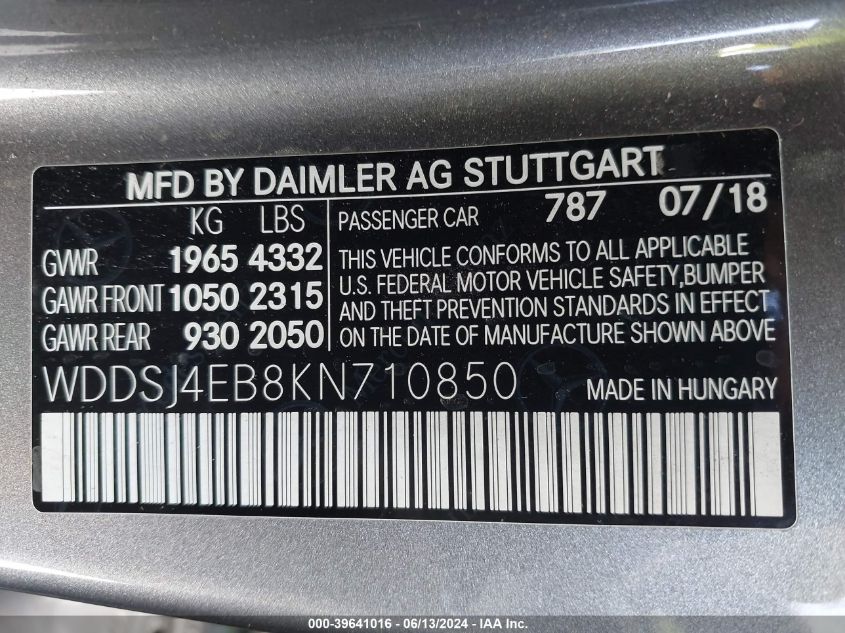 MFD BY DAIMLER AG STUTTGART
KG LBS
GVWR 1965 4332
GAWR FRONT 1050 2315
GAWR REAR 930 2050
PASSENGER CAR 787 07/18
THIS VEHICLE CONFORMS TO ALL APPLICABLE
U.S. FEDERAL MOTOR VEHICLE SAFETY,BUMPER
AND THEFT PREVENTION STANDARDS IN EFFECT
ON THE DATE OF MANUFACTURE SHOWN ABOVE
WDDSJ4EB8KN710850 MADE IN HUNGARY
000-39641016 - 06/13/2024 - IAA Inc.